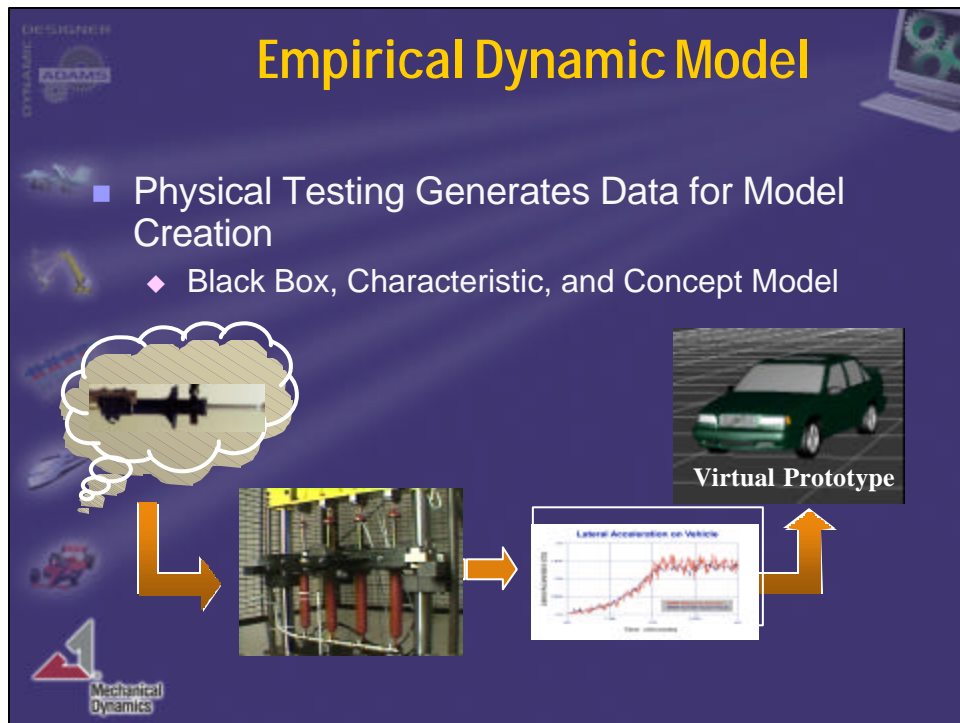 DESIGNER
DYNAMIC
ADAMS
Empirical Dynamic Model
Physical Testing Generates Data for Model
Creation
Black Box, Characteristic, and Concept Model
Virtual Prototype
Lateral Acceleration on Vehicle
Mechanical
Dynamics